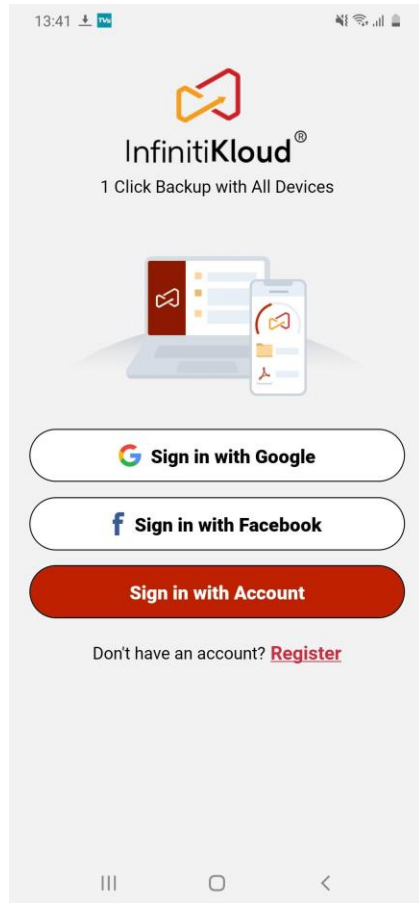 13:41
InfinitiKloud®
1 Click Backup with All Devices
Sign in with Google
Sign in with Facebook
Sign in with Account
Don't have an account? Register